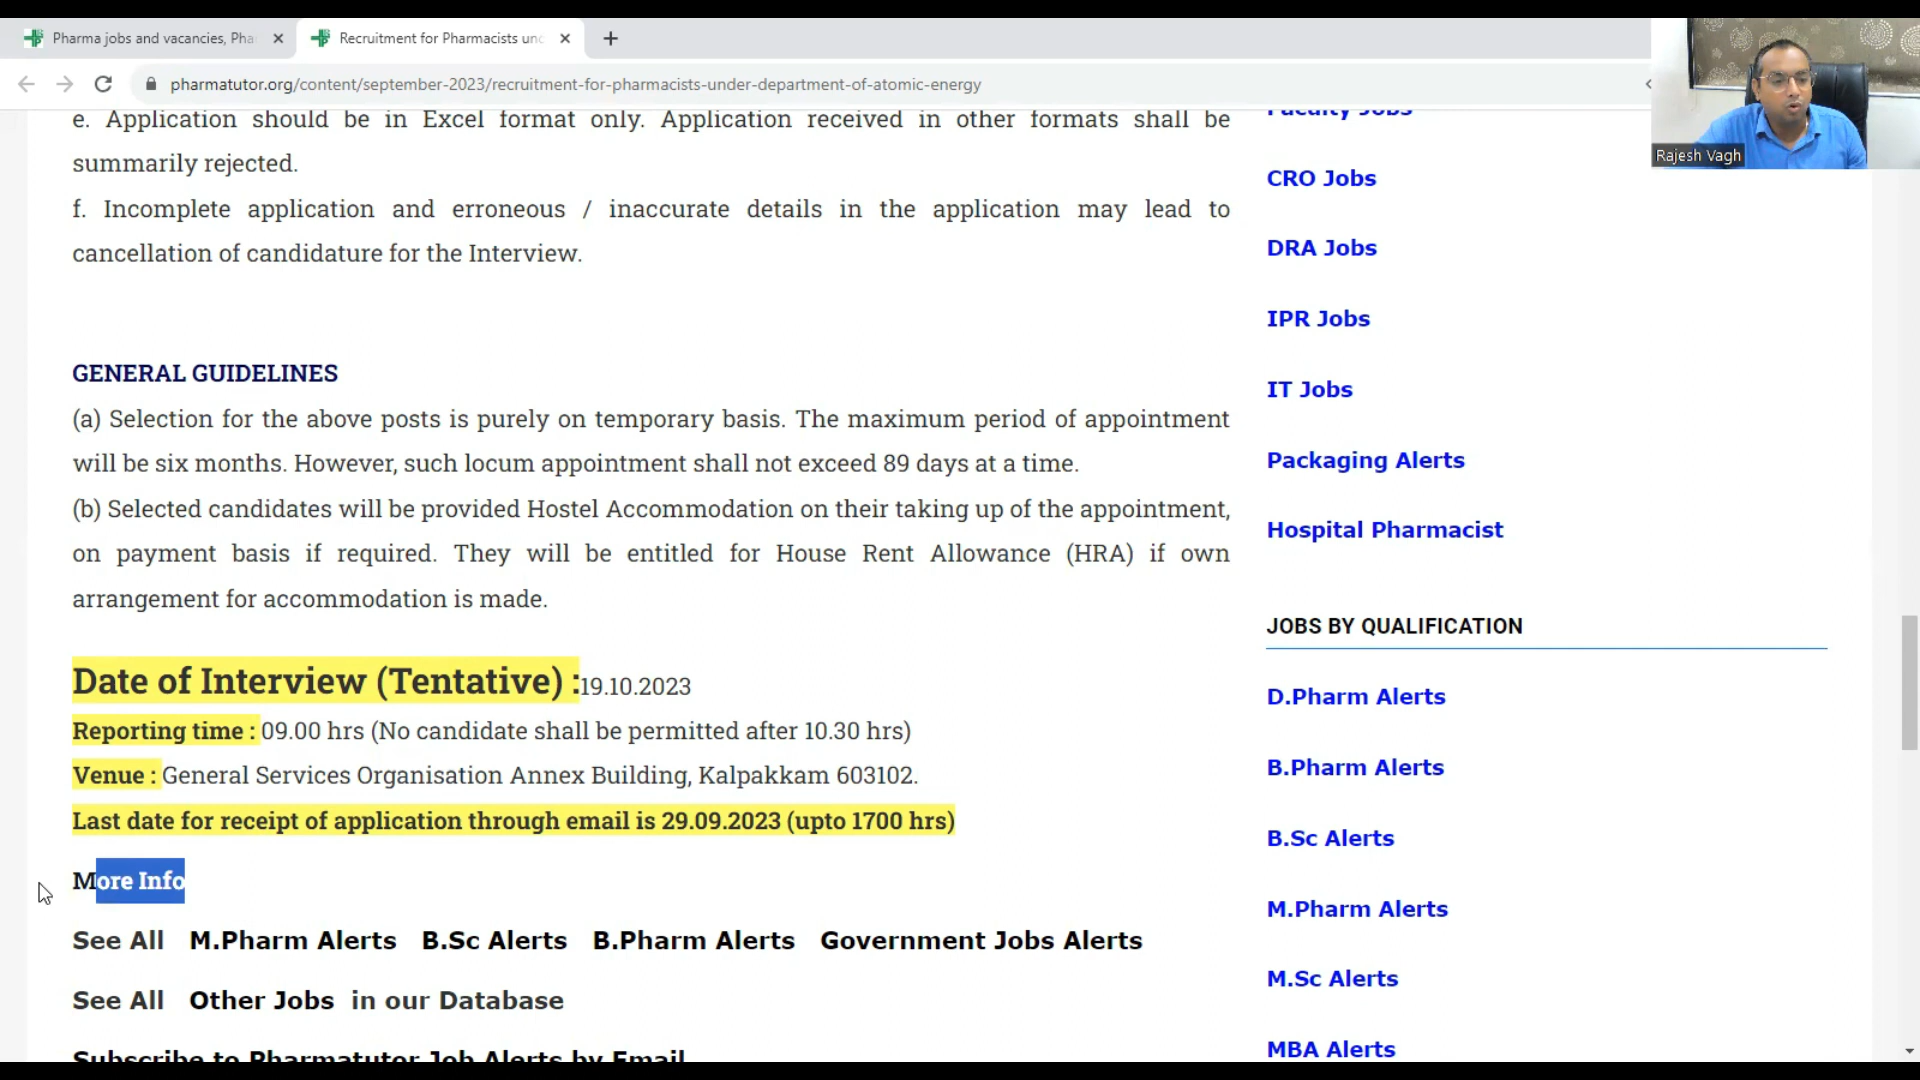 Pharma jobs and vacancies, Pha
Recruitment for Pharmacists und
pharmatutor.org/content/september-2023/recruitment-for-pharmacists-under-department-of-atomic-energy
Rajesh Vagh
e. Application should be in Excel format only. Application received in other formats shall be
summarily rejected.
f. Incomplete application and erroneous / inaccurate details in the application may lead to
cancellation of candidature for the Interview.
GENERAL GUIDELINES
(a) Selection for the above posts is purely on temporary basis. The maximum period of appointment
will be six months. However, such locum appointment shall not exceed 89 days at a time.
(b) Selected candidates will be provided Hostel Accommodation on their taking up of the appointment,
on payment basis if required. They will be entitled for House Rent Allowance (HRA) if own
arrangement for accommodation is made.
Date of Interview (Tentative) :19.10.2023
Reporting time : 09.00 hrs (No candidate shall be permitted after 10.30 hrs)
Venue : General Services Organisation Annex Building, Kalpakkam 603102.
Last date for receipt of application through email is 29.09.2023 (upto 1700 hrs)
More Info
See All M.Pharm Alerts B.Sc Alerts B.Pharm Alerts Government Jobs Alerts
See All Other Jobs in our Database
Subscribe to Pharmatutor Job Alerts by Email
Faculty Jobs
CRO Jobs
DRA Jobs
IPR Jobs
IT Jobs
Packaging Alerts
Hospital Pharmacist
JOBS BY QUALIFICATION
D.Pharm Alerts
B.Pharm Alerts
B.Sc Alerts
M.Pharm Alerts
M.Sc Alerts
MBA Alerts